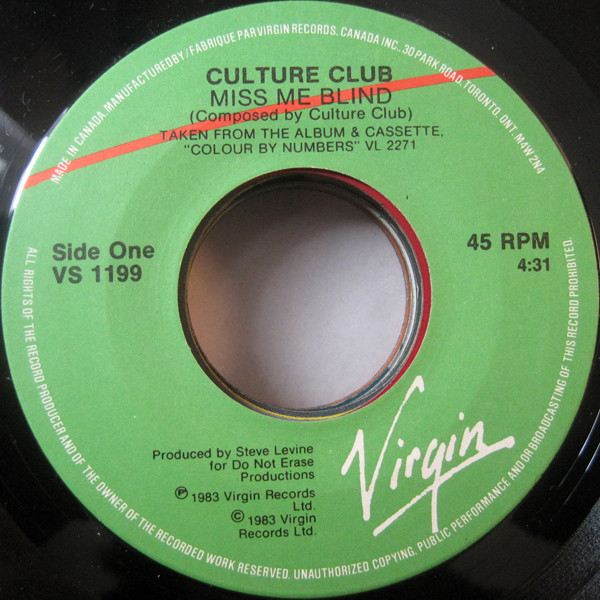 MADE IN CANADA. MANUFACTURED BY / FABRIQUE PAR VIRGIN RECORDS. CANADA INC., 30 PARK ROAD, TORONTO, ONT. M4W 2N4
CULTURE CLUB
MISS ME BLIND
(Composed by Culture Club)
TAKEN FROM THE ALBUM & CASSETTE,
"COLOUR BY NUMBERS" VL 2271
Side One
VS 1199
45 RPM
4:31
Produced by Steve Levine
for Do Not Erase
Productions
℗ 1983 Virgin Records
Ltd.
© 1983 Virgin
Records Ltd.
Virgin
ALL RIGHTS OF THE RECORD PRODUCER AND OF THE OWNER OF THE RECORDED WORK RESERVED. UNAUTHORIZED COPYING, PUBLIC PERFORMANCE AND/OR BROADCASTING OF THIS RECORD PROHIBITED.